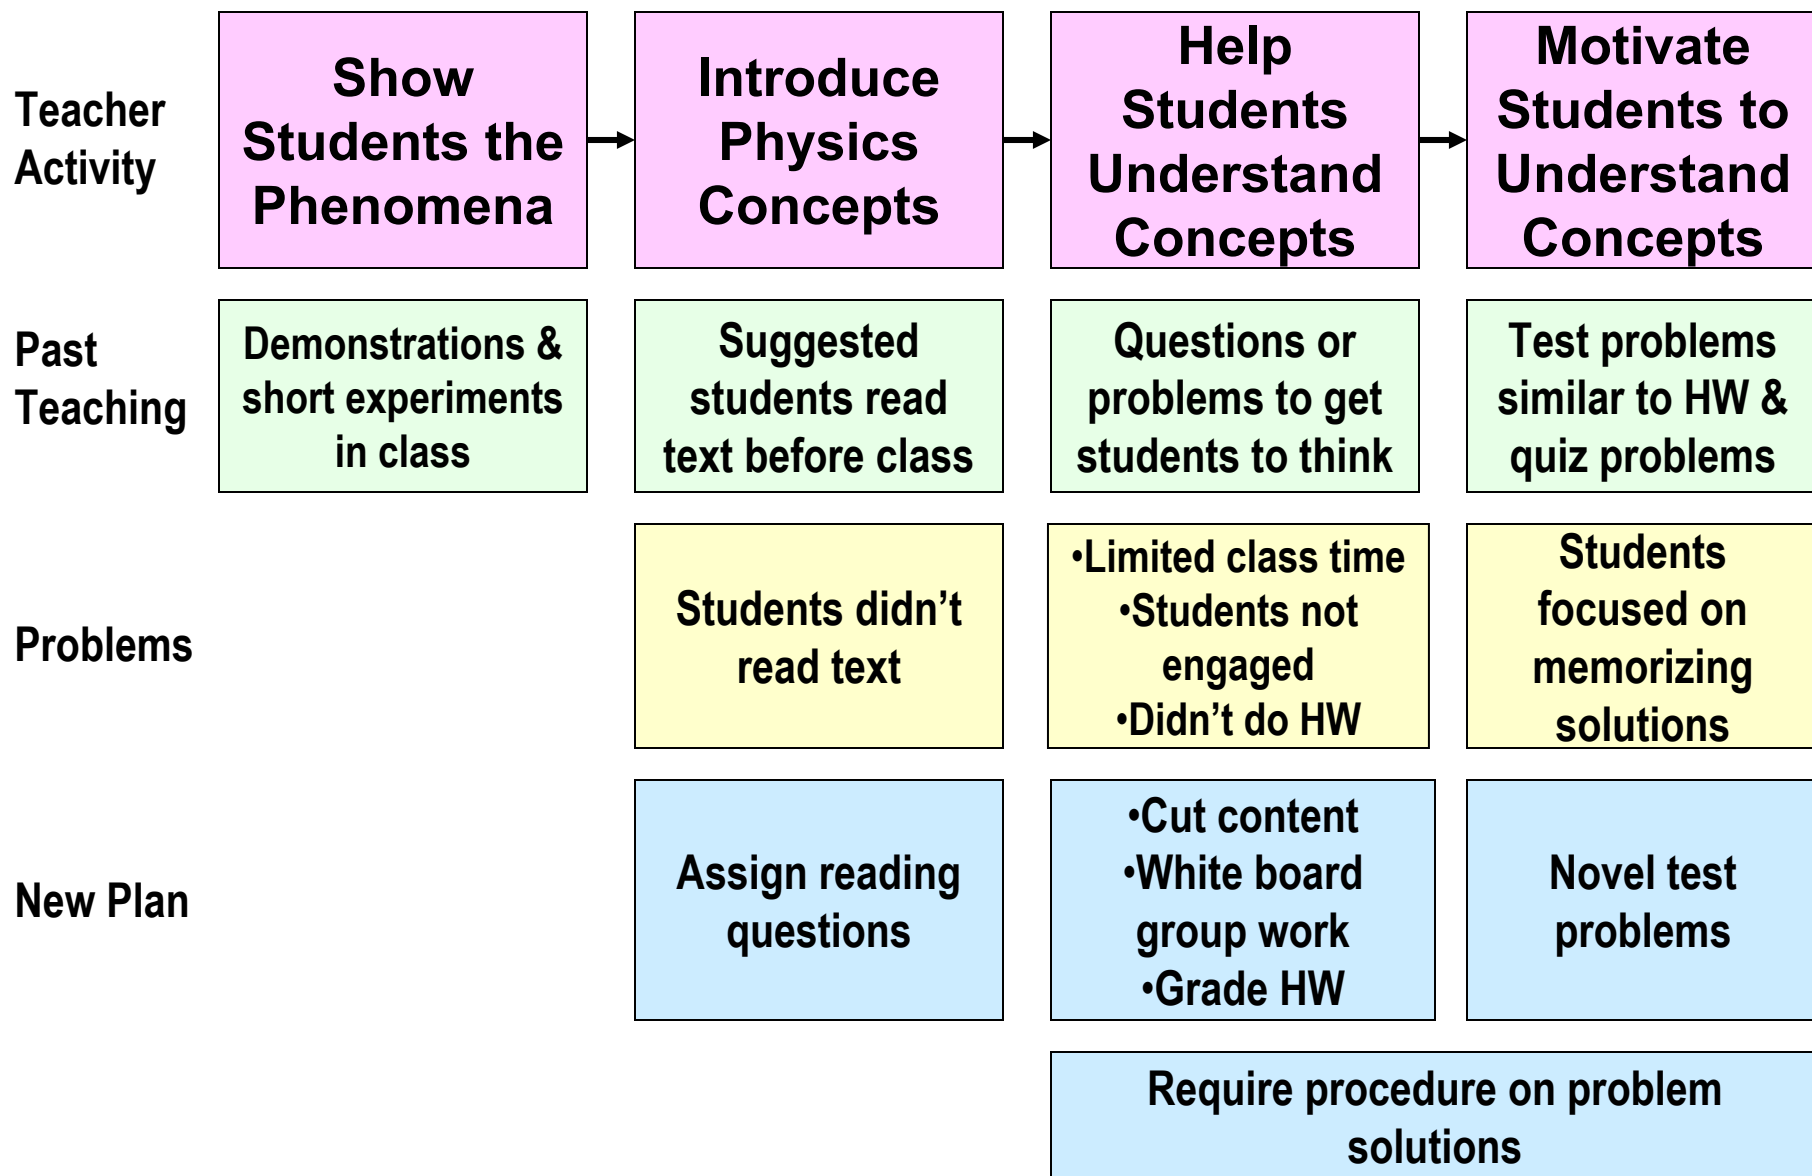 Teacher
Activity
Show
Students the
Phenomena
Introduce
Physics
Concepts
Help
Students
Understand
Concepts
Motivate
Students to
Understand
Concepts
Past
Teaching
Demonstrations &
short experiments
in class
Suggested
students read
text before class
Questions or
problems to get
students to think
Test problems
similar to HW &
quiz problems
Problems
Students didn’t
read text
•Limited class time
•Students not
engaged
•Didn’t do HW
Students
focused on
memorizing
solutions
New Plan
Assign reading
questions
•Cut content
•White board
group work
•Grade HW
Novel test
problems
Require procedure on problem
solutions